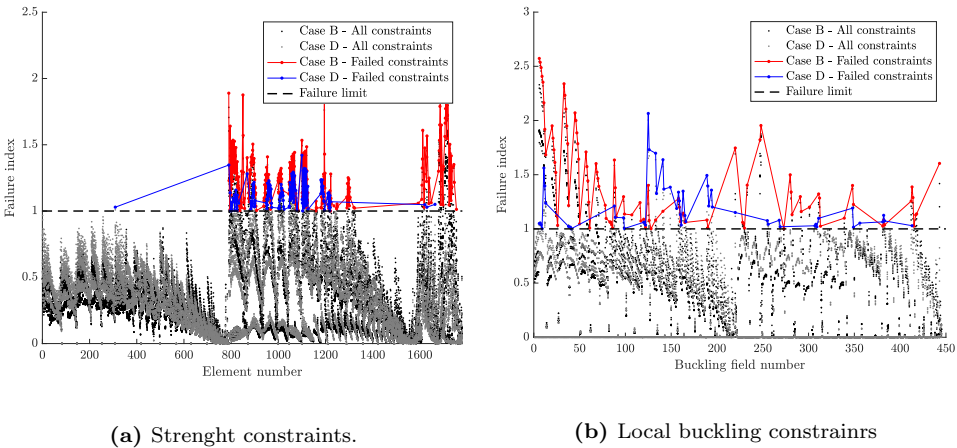 2.5
2
1.5
1
0.5
0
Failure index
0 200 400 600 800 1000 1200 1400 1600
Element number
Case B - All constraints
Case D - All constraints
Case B - Failed constraints
Case D - Failed constraints
Failure limit
(a) Strenght constraints.
3
2.5
2
1.5
1
0.5
0
Failure index
0 50 100 150 200 250 300 350 400 450
Buckling field number
Case B - All constraints
Case D - All constraints
Case B - Failed constraints
Case D - Failed constraints
Failure limit
(b) Local buckling constrainrs